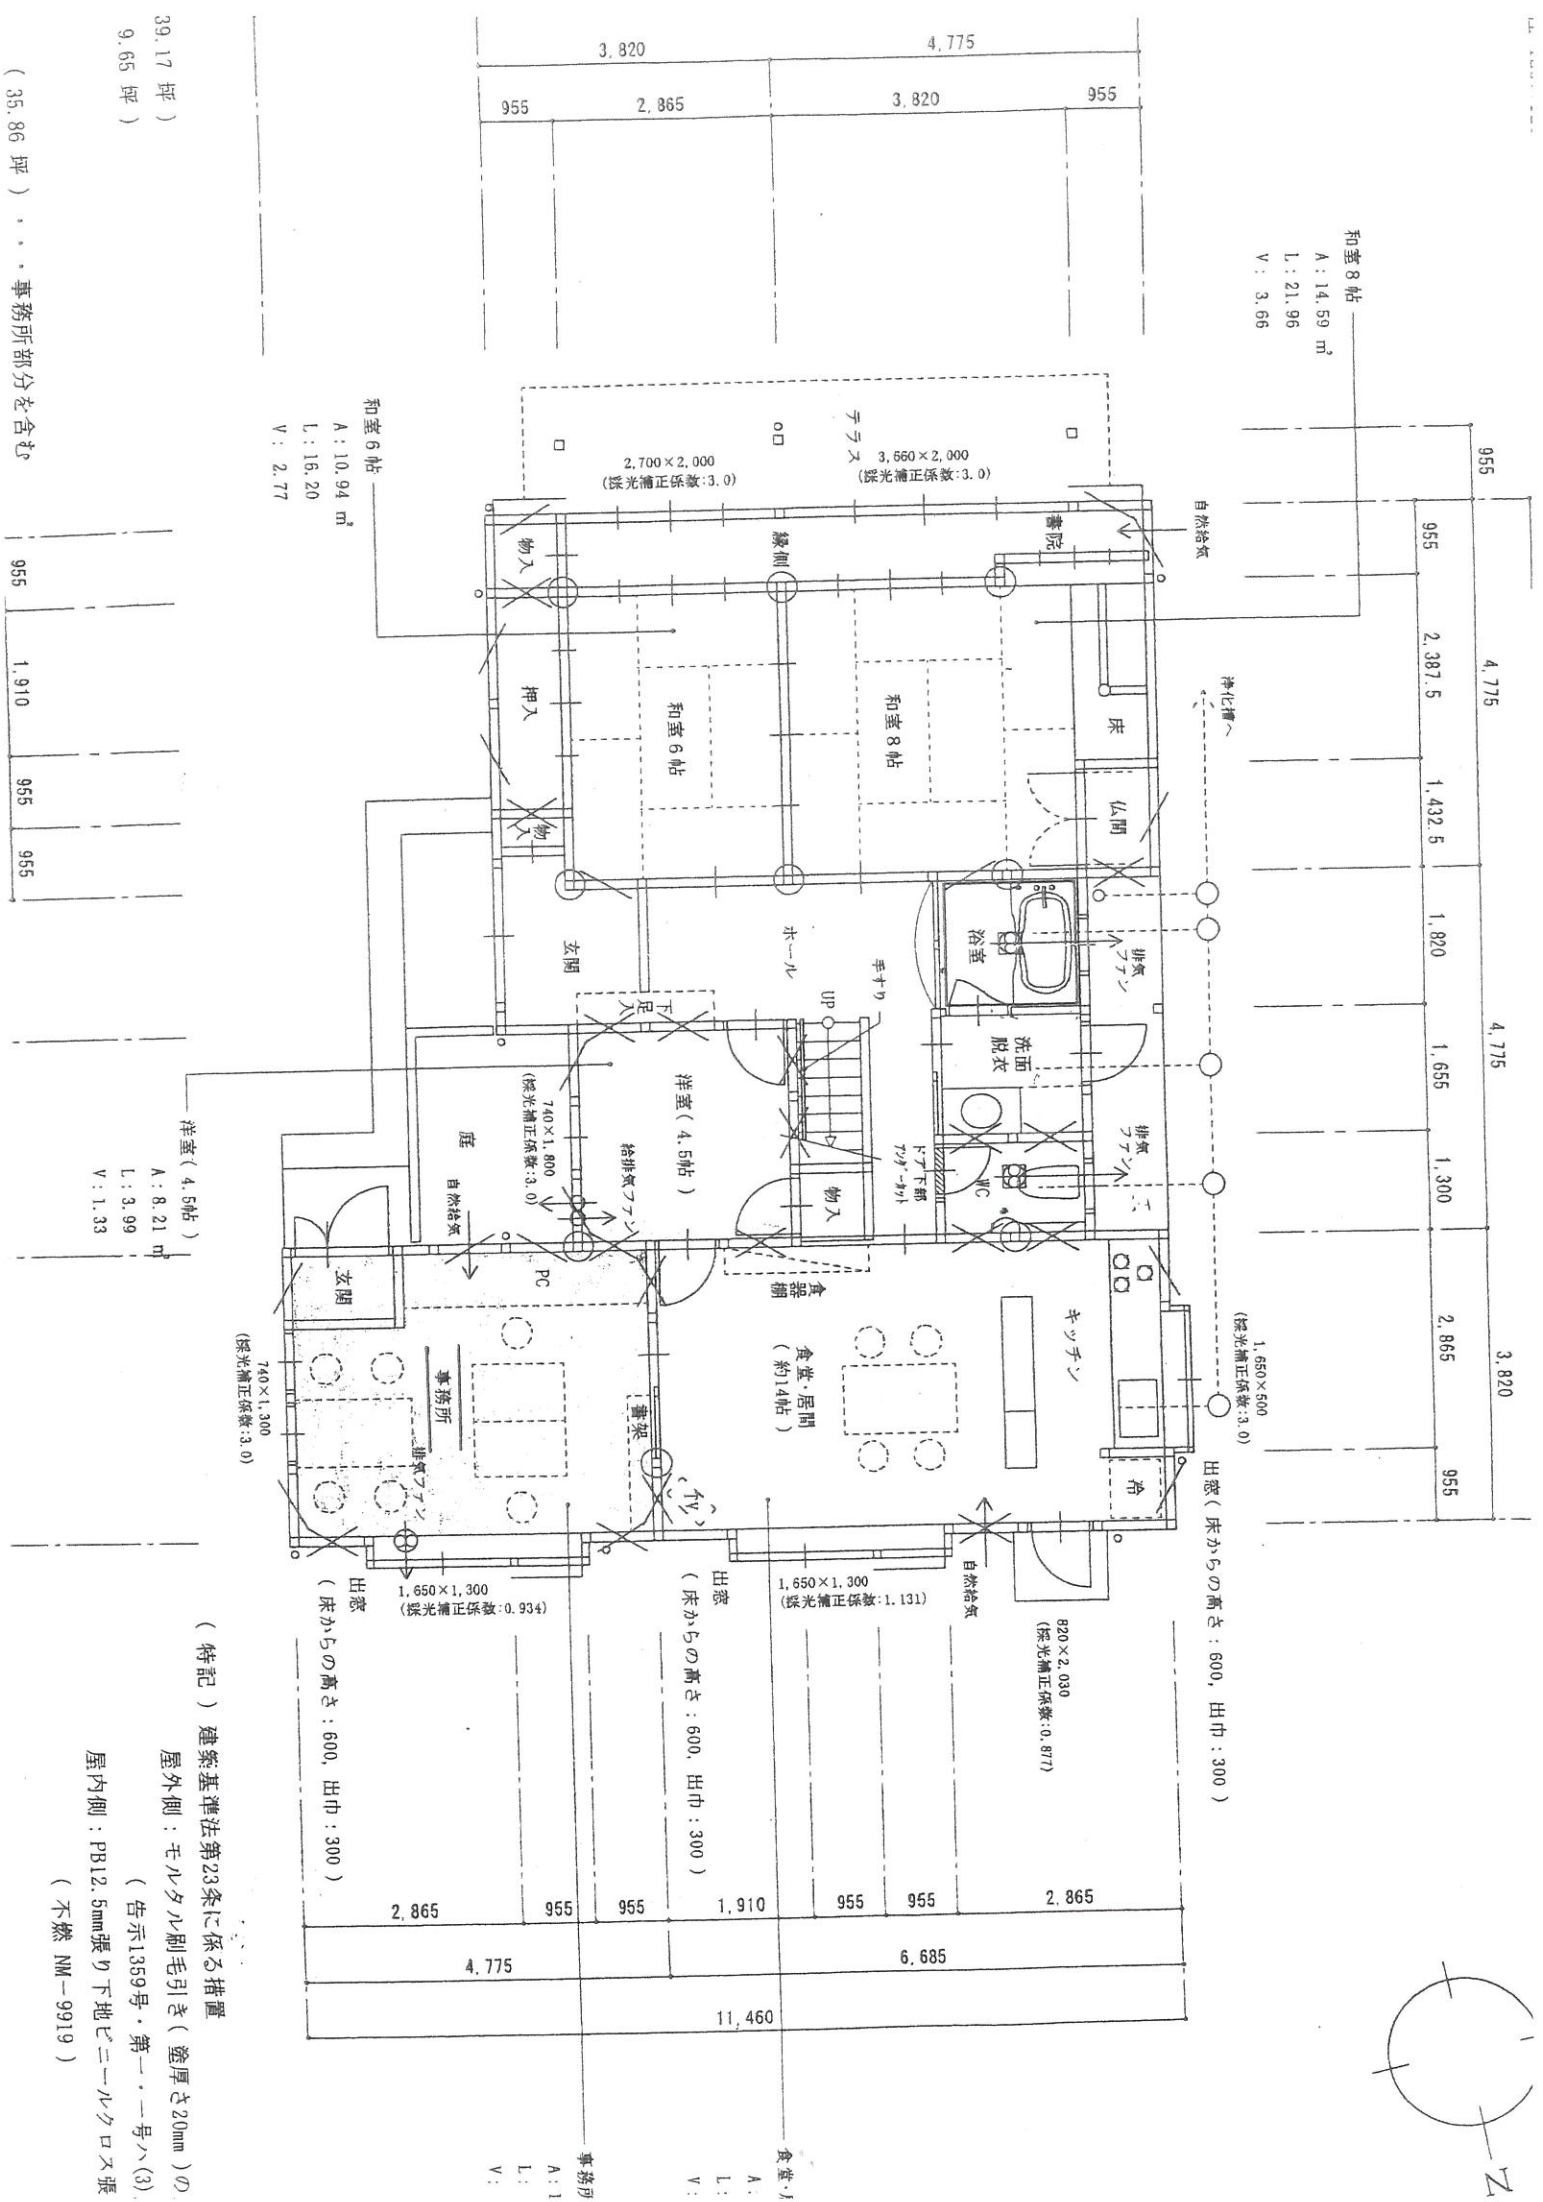 39.17 坪 )
9.65 坪 )
( 35.86 坪 ) ・・・事務所部分を含む
3,820
4,775
955
2,865
3,820
955
和室8帖
A:14.59 ㎡
L:21.96
V: 3.66
和室6帖
A:10.94 ㎡
L:16.20
V: 2.77
955
4,775
4,775
3,820
955
2,387.5
1,432.5
1,820
1,655
1,300
2,865
955
955
1,910
955
955
テラス
2,700×2,000
(採光補正係数:3.0)
3,660×2,000
(採光補正係数:3.0)
自然給気
書院
縁側
物入
押入
物入
和室6帖
和室8帖
床
仏間
浄化槽へ
玄関
ホール
手すり
UP
下足入
浴室
排気ファン
洗面
脱衣
排気ファン
WC
ドア下部
アンダーカット
物入
洋室(4.5帖)
給排気ファン
740×1,800
(採光補正係数:3.0)
庭
自然給気
洋室(4.5帖)
A:8.21 ㎡
L:3.99
V:1.33
玄関
PC
事務所
書架
排気ファン
740×1,300
(採光補正係数:3.0)
食器棚
食堂・居間
( 約14帖 )
キッチン
冷
TV
1,650×500
(採光補正係数:3.0)
出窓( 床からの高さ:600, 出巾:300 )
自然給気
820×2,030
(採光補正係数:0.877)
1,650×1,300
(採光補正係数:1.131)
出窓
( 床からの高さ:600, 出巾:300 )
1,650×1,300
(採光補正係数:0.934)
出窓
( 床からの高さ:600, 出巾:300 )
2,865
955
955
1,910
955
955
2,865
4,775
6,685
11,460
食堂・
A:
L:
V:
事務所
A:1
L:
V:
( 特記 ) 建築基準法第23条に係る措置
屋外側:モルタル刷毛引き( 塗厚さ20mm )の
( 告示1359号・第一・一号ハ(3)
屋内側:PB12.5mm張り下地ビニールクロス張
( 不燃 NM-9919 )
N